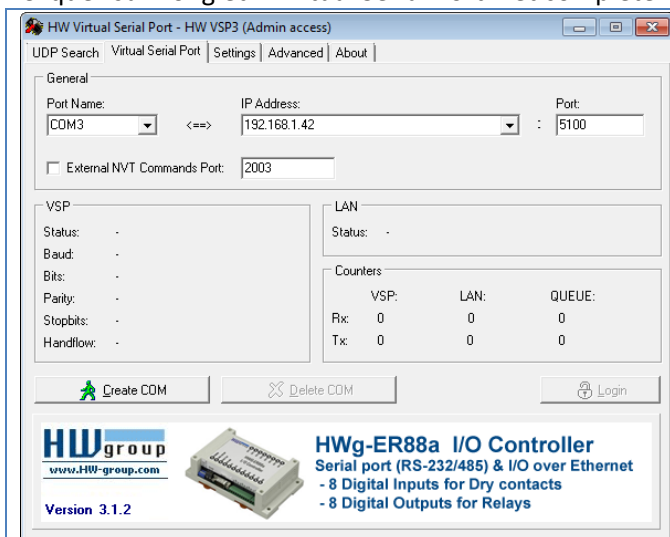 HW Virtual Serial Port - HW VSP3 (Admin access)
UDP Search Virtual Serial Port Settings Advanced About
General
Port Name: IP Address: Port:
COM3 <==> 192.168.1.42 : 5100
External NVT Commands Port: 2003
VSP
Status: -
Baud: -
Bits: -
Parity: -
Stopbits: -
Handflow: -
LAN
Status: -
Counters
VSP: LAN: QUEUE:
Rx: 0 0 0
Tx: 0 0 0
Create COM Delete COM Login
HW group
www.HW-group.com
Version 3.1.2
HWg-ER88a I/O Controller
Serial port (RS-232/485) & I/O over Ethernet
- 8 Digital Inputs for Dry contacts
- 8 Digital Outputs for Relays